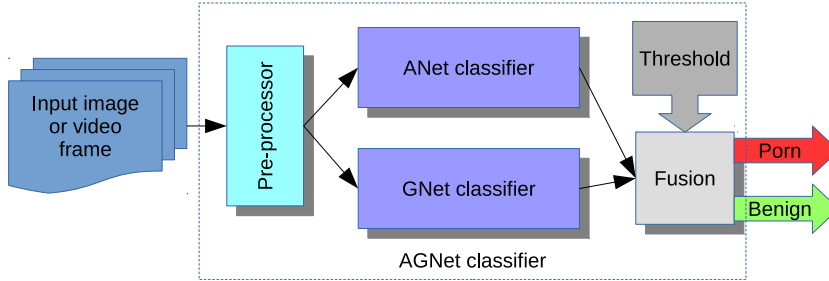 Input image
or video
frame
Pre-processor
ANet classifier
GNet classifier
Threshold
Fusion
Porn
Benign
AGNet classifier